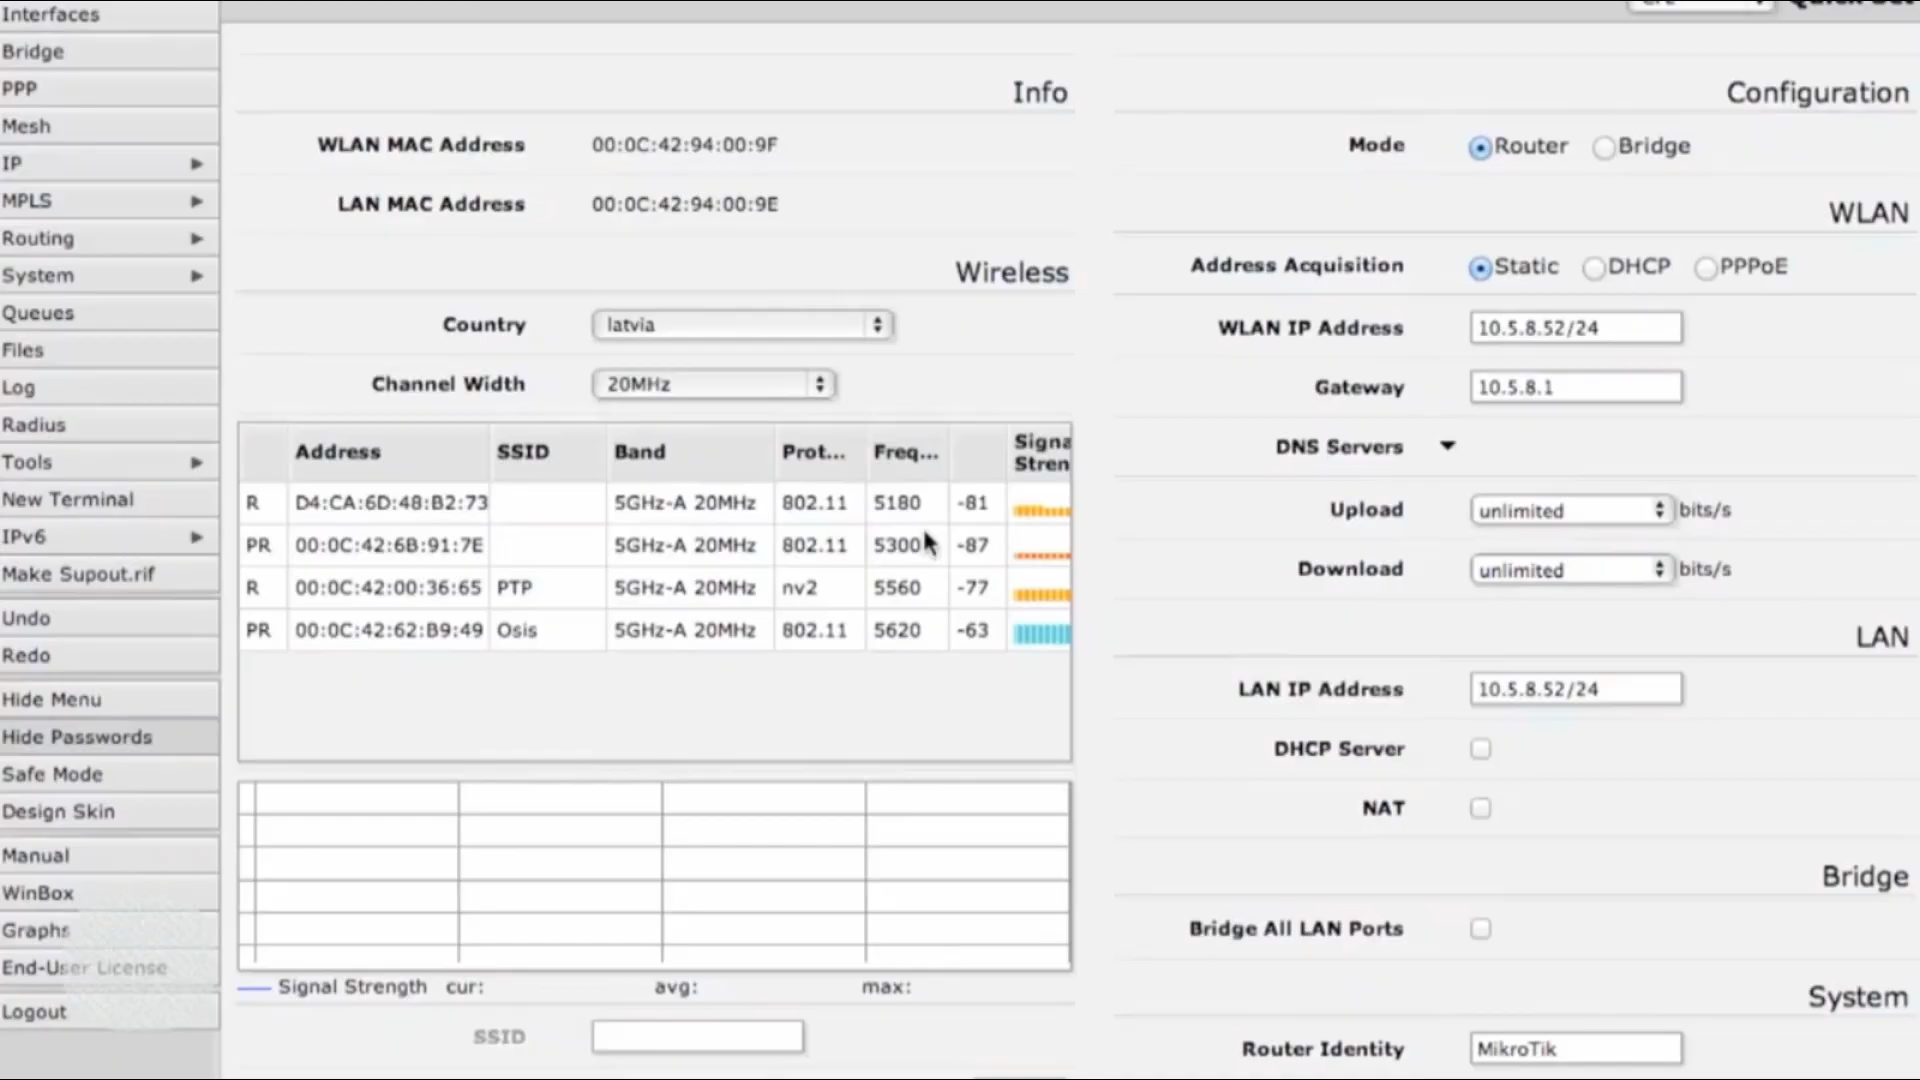 Interfaces
Bridge
PPP
Mesh
IP
MPLS
Routing
System
Queues
Files
Log
Radius
Tools
New Terminal
IPv6
Make Supout.rif
Undo
Redo
Hide Menu
Hide Passwords
Safe Mode
Design Skin
Manual
WinBox
Graphs
End-User License
Logout
Info
WLAN MAC Address 00:0C:42:94:00:9F
LAN MAC Address 00:0C:42:94:00:9E
Wireless
Country latvia
Channel Width 20MHz
Address SSID Band Prot... Freq... Signa
Stren
R D4:CA:6D:48:B2:73 5GHz-A 20MHz 802.11 5180 -81
PR 00:0C:42:6B:91:7E 5GHz-A 20MHz 802.11 5300 -87
R 00:0C:42:00:36:65 PTP 5GHz-A 20MHz nv2 5560 -77
PR 00:0C:42:62:B9:49 Osis 5GHz-A 20MHz 802.11 5620 -63
Signal Strength cur: avg: max:
SSID
Configuration
Mode Router Bridge
WLAN
Address Acquisition Static DHCP PPPoE
WLAN IP Address 10.5.8.52/24
Gateway 10.5.8.1
DNS Servers
Upload unlimited bits/s
Download unlimited bits/s
LAN
LAN IP Address 10.5.8.52/24
DHCP Server
NAT
Bridge
Bridge All LAN Ports
System
Router Identity MikroTik